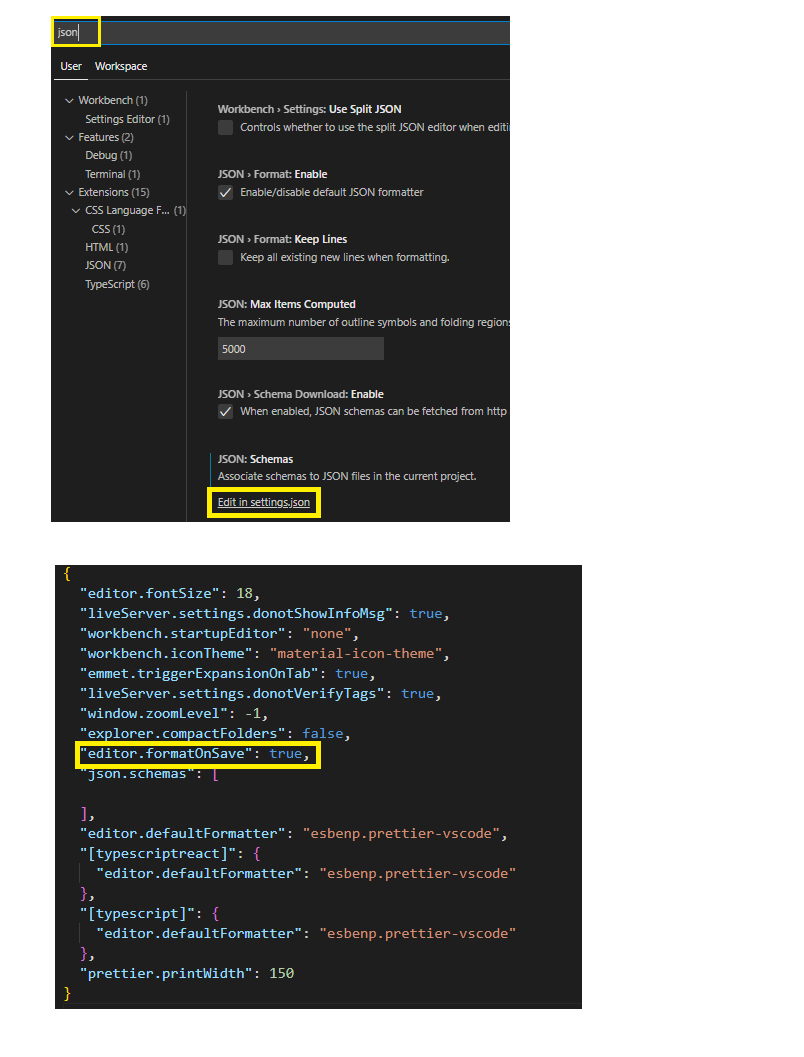 json
User Workspace
Workbench (1)
Settings Editor (1)
Features (2)
Debug (1)
Terminal (1)
Extensions (15)
CSS Language F... (1)
CSS (1)
HTML (1)
JSON (7)
TypeScript (6)
Workbench › Settings: Use Split JSON
Controls whether to use the split JSON editor when editi
JSON › Format: Enable
Enable/disable default JSON formatter
JSON › Format: Keep Lines
Keep all existing new lines when formatting.
JSON: Max Items Computed
The maximum number of outline symbols and folding regions
5000
JSON › Schema Download: Enable
When enabled, JSON schemas can be fetched from http
JSON: Schemas
Associate schemas to JSON files in the current project.
Edit in settings.json
{
"editor.fontSize": 18,
"liveServer.settings.donotShowInfoMsg": true,
"workbench.startupEditor": "none",
"workbench.iconTheme": "material-icon-theme",
"emmet.triggerExpansionOnTab": true,
"liveServer.settings.donotVerifyTags": true,
"window.zoomLevel": -1,
"explorer.compactFolders": false,
"editor.formatOnSave": true,
"json.schemas": [
],
"editor.defaultFormatter": "esbenp.prettier-vscode",
"[typescriptreact]": {
"editor.defaultFormatter": "esbenp.prettier-vscode"
},
"[typescript]": {
"editor.defaultFormatter": "esbenp.prettier-vscode"
},
"prettier.printWidth": 150
}